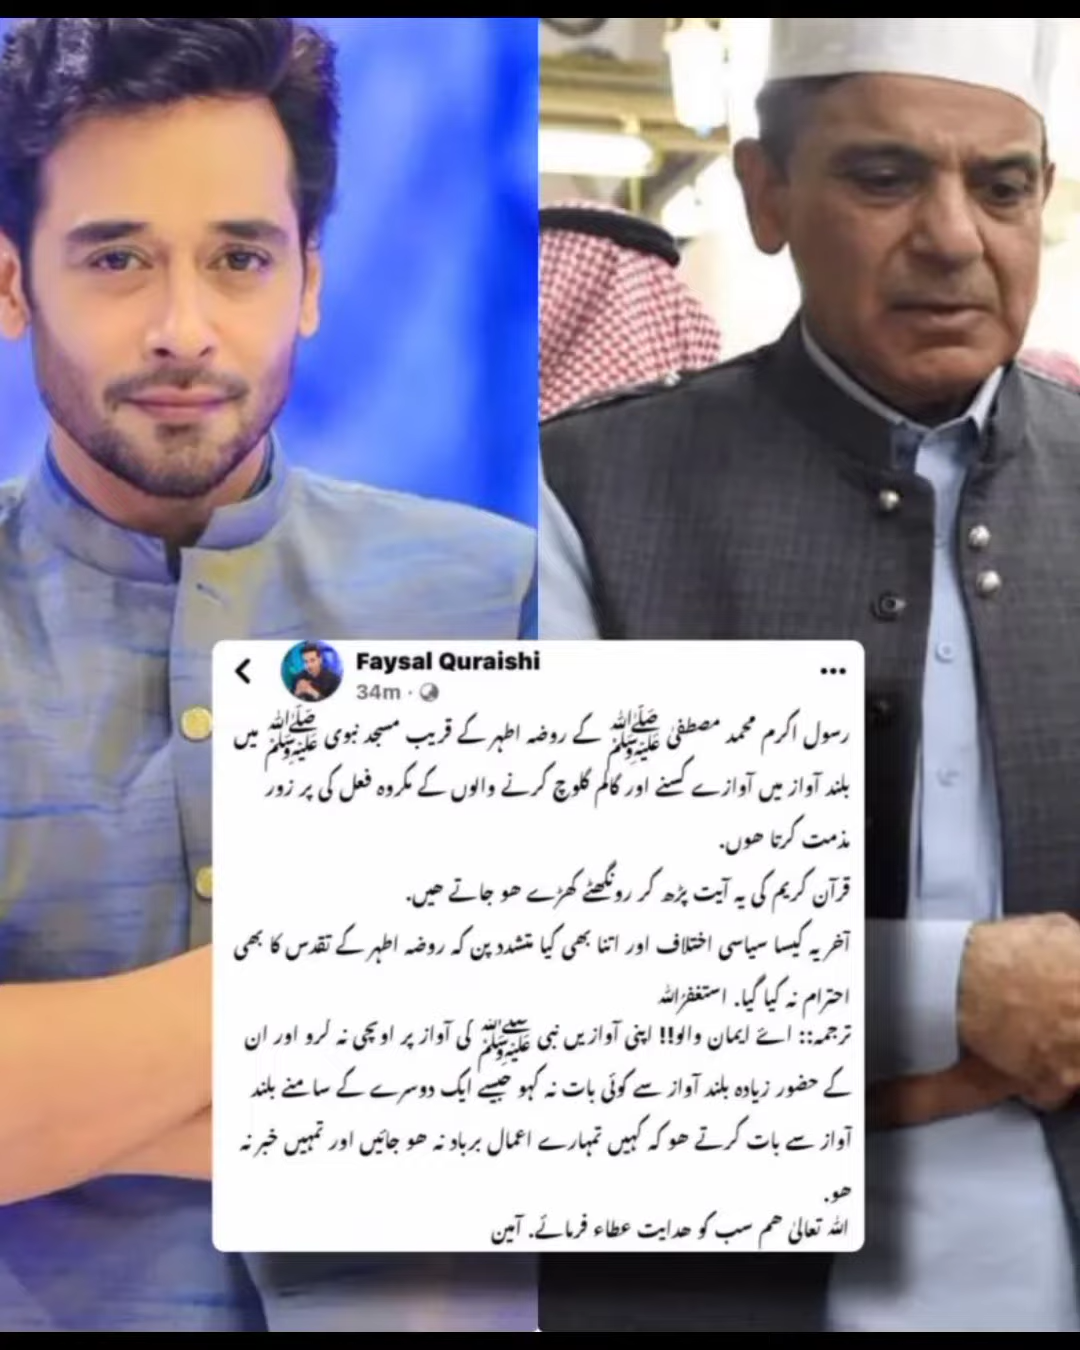 Faysal Quraishi
34m ·
رسول اکرم محمد مصطفیٰ ﷺ کے روضہ اطہر کے قریب مسجد نبوی ﷺ میں
بلند آواز میں آوازے کسنے اور گالم گلوچ کرنے والوں کے مکروہ فعل کی پر زور
مذمت کرتا ھوں.
قرآن کریم کی یہ آیت پڑھ کر رونگھٹے کھڑے ھو جاتے ھیں.
آخر یہ کیسا سیاسی اختلاف اور اتنا بھی کیا متشدد پن کہ روضہ اطہر کے تقدس کا بھی
احترام نہ کیا گیا. استغفراللہ
ترجمہ:: اے ایمان والو!! اپنی آوازیں نبی ﷺ کی آواز پر اونچی نہ کرو اور ان
کے حضور زیادہ بلند آواز سے کوئی بات نہ کہو جیسے ایک دوسرے کے سامنے بلند
آواز سے بات کرتے ھو کہ کہیں تمہارے اعمال برباد نہ ھو جائیں اور تمہیں خبر نہ
ھو.
اللہ تعالیٰ ھم سب کو ھدایت عطاء فرمائے. آمین